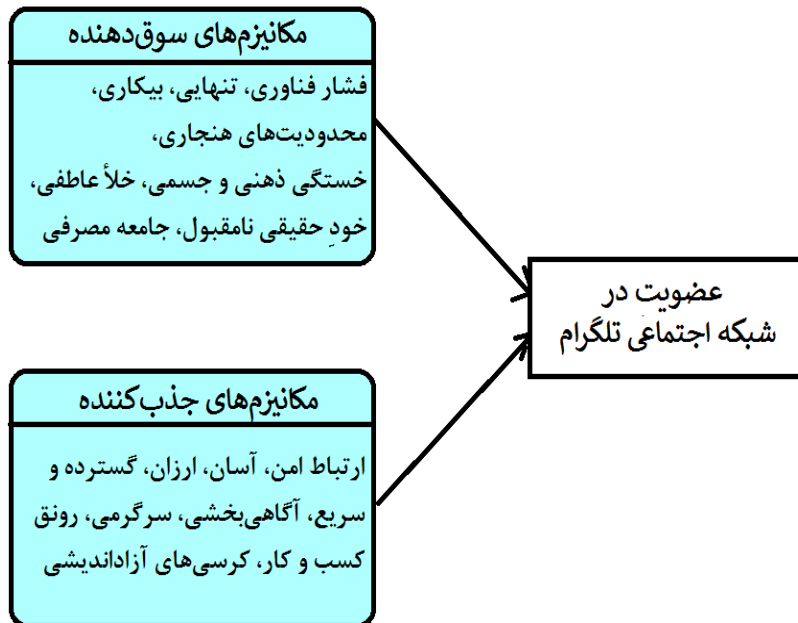 مکانیزم‌های سوق‌دهنده
فشار فناوری، تنهایی، بیکاری،
محدودیت‌های هنجاری،
خستگی ذهنی و جسمی، خلأ عاطفی،
خودِ حقیقی نامقبول، جامعه مصرفی
عضویت در
شبکه اجتماعی تلگرام
مکانیزم‌های جذب‌کننده
ارتباط امن، آسان، ارزان، گسترده و
سریع، آگاهی‌بخشی، سرگرمی، رونق
کسب و کار، کرسی‌های آزاداندیشی